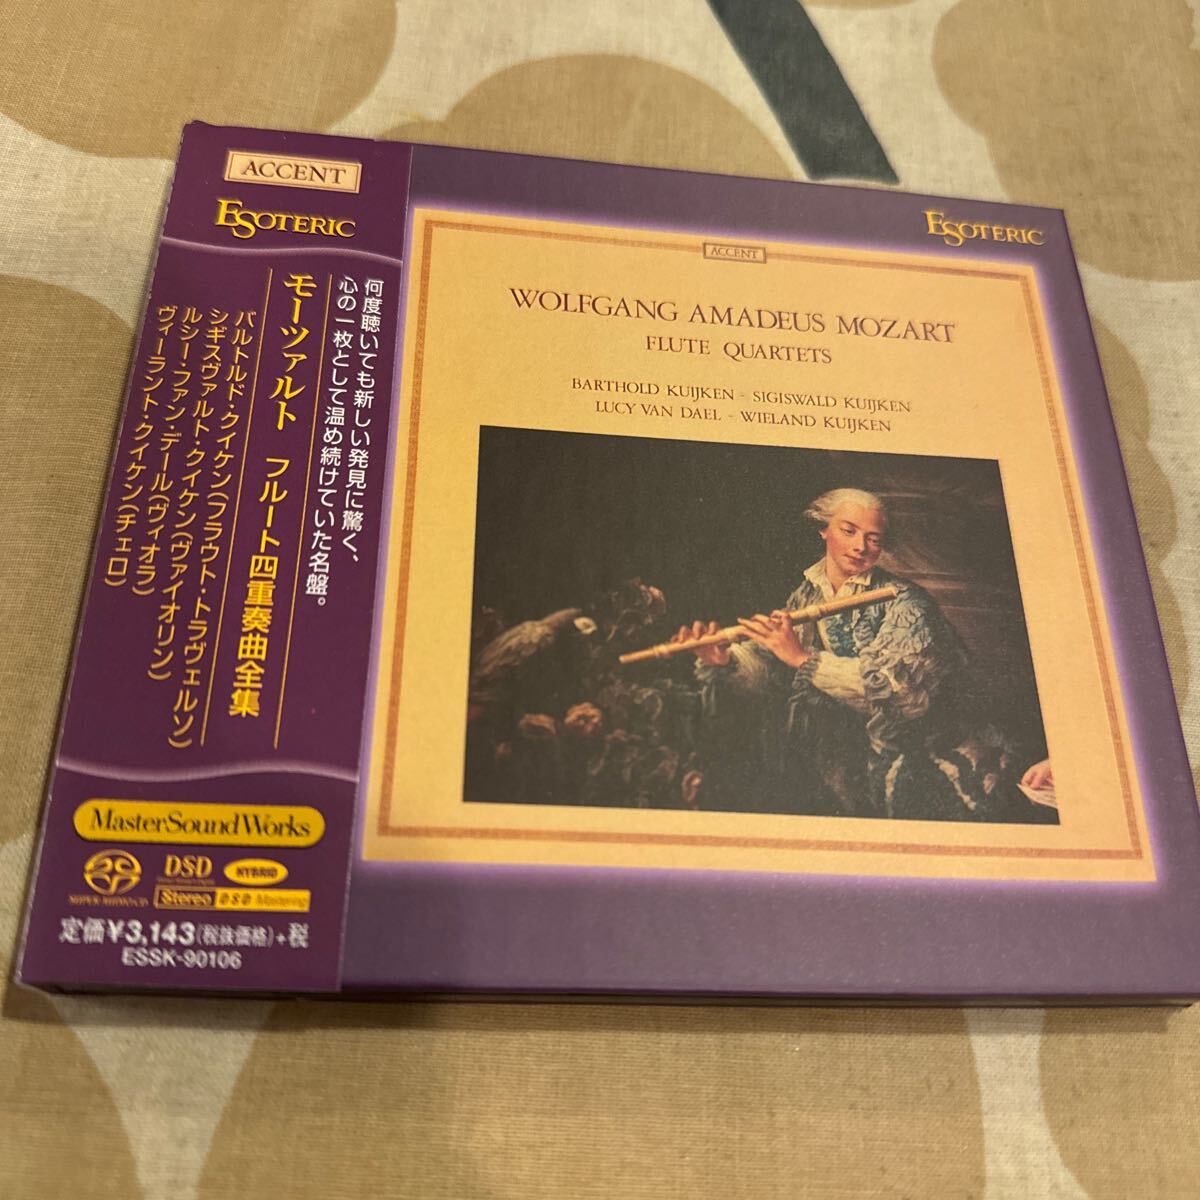 ACCENT
ESOTERIC
何度聴いても新しい発見に驚く、
心の一枚として温め続けていた名盤。
モーツァルト　フルート四重奏曲全集
バルトルド・クイケン(フラウト・トラヴェルソ)
シギスヴァルト・クイケン(ヴァイオリン)
ルシー・ファン・デール(ヴィオラ)
ヴィーラント・クイケン(チェロ)
MasterSoundWorks
SUPER AUDIO CD
DSD
HYBRID
Stereo
DSD Mastering
定価¥3,143(税抜価格)+税
ESSK-90106
ESOTERIC
ACCENT
WOLFGANG AMADEUS MOZART
FLUTE QUARTETS
BARTHOLD KUIJKEN - SIGISWALD KUIJKEN
LUCY VAN DAEL - WIELAND KUIJKEN